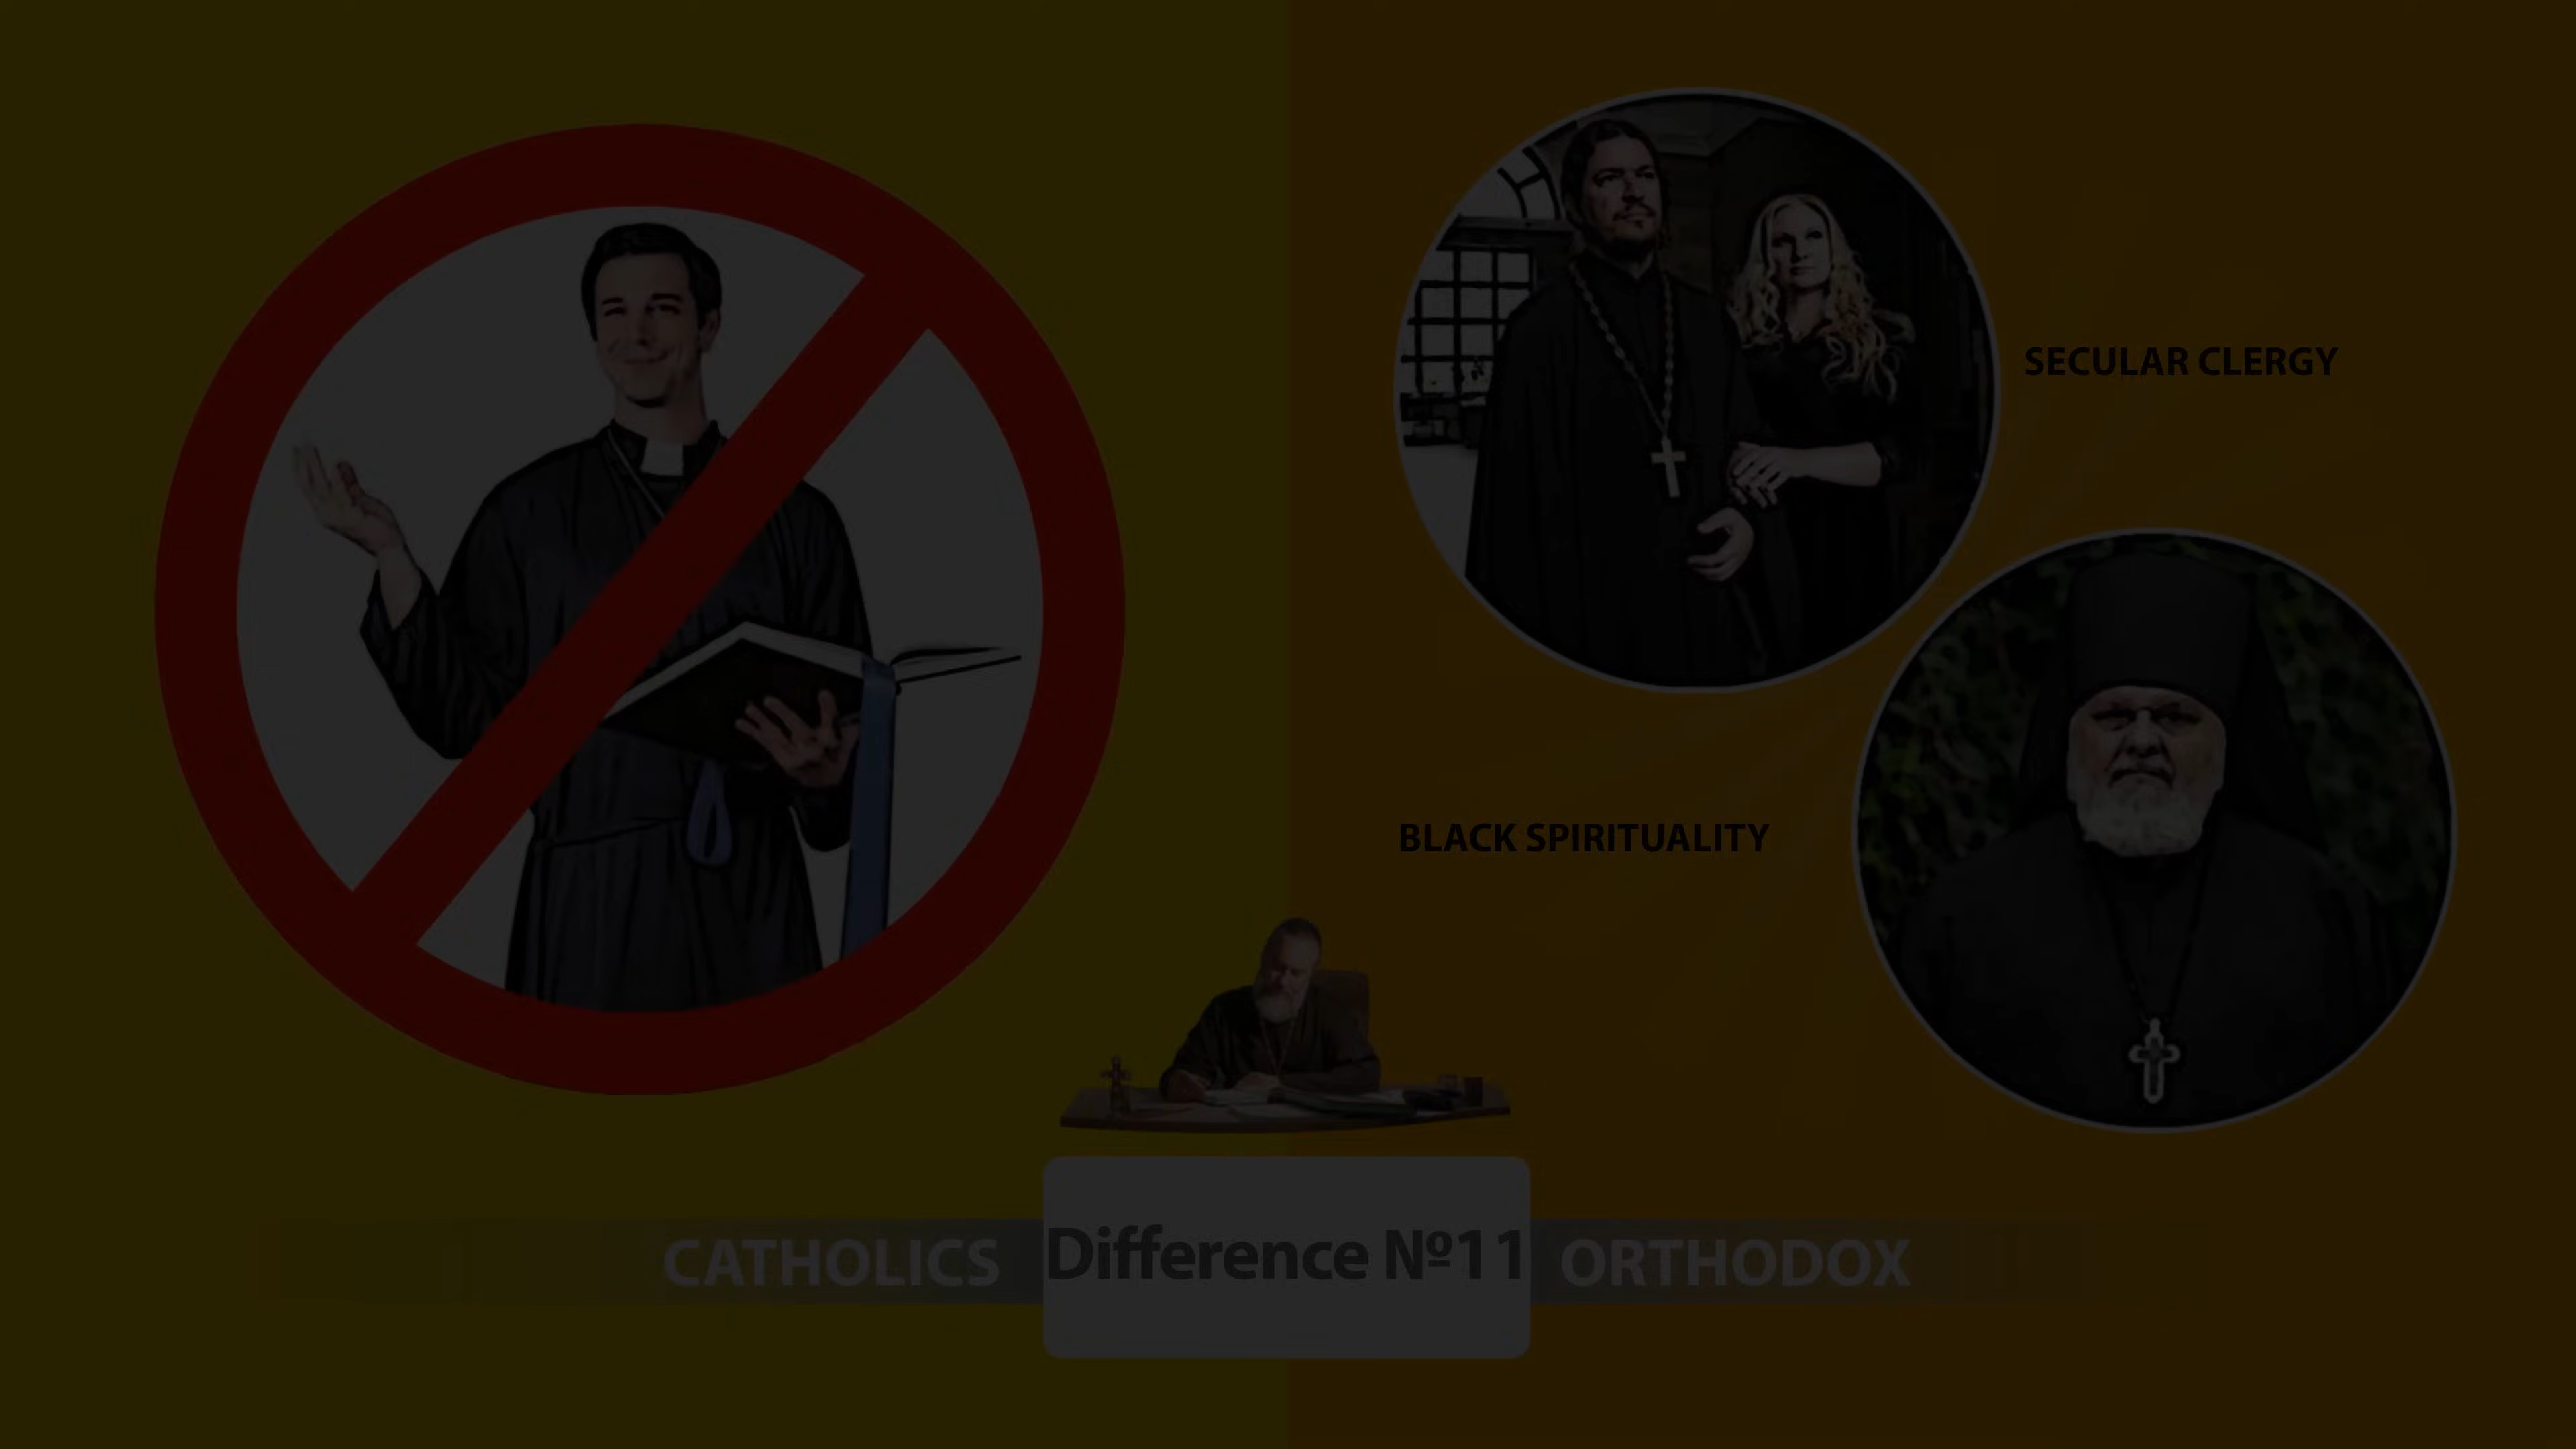 SECULAR CLERGY
BLACK SPIRITUALITY
CATHOLICS
Difference №11
ORTHODOX